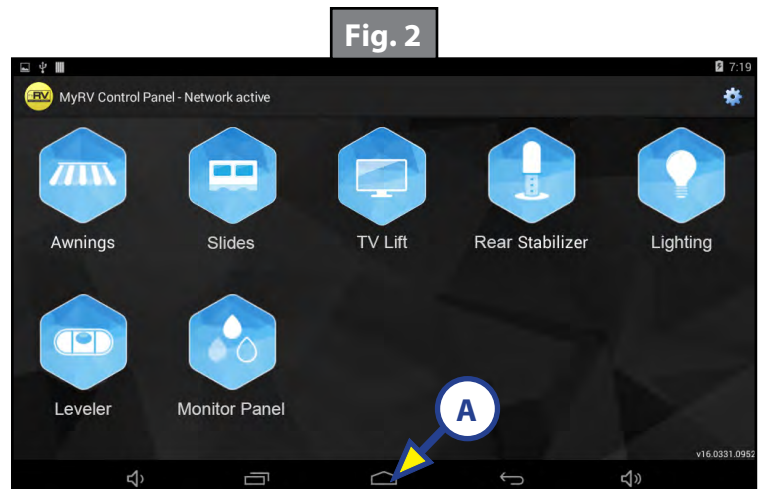 Fig. 2
7:19
RV MyRV Control Panel - Network active
Awnings Slides TV Lift Rear Stabilizer Lighting
Leveler Monitor Panel
A
v16.0331.0952